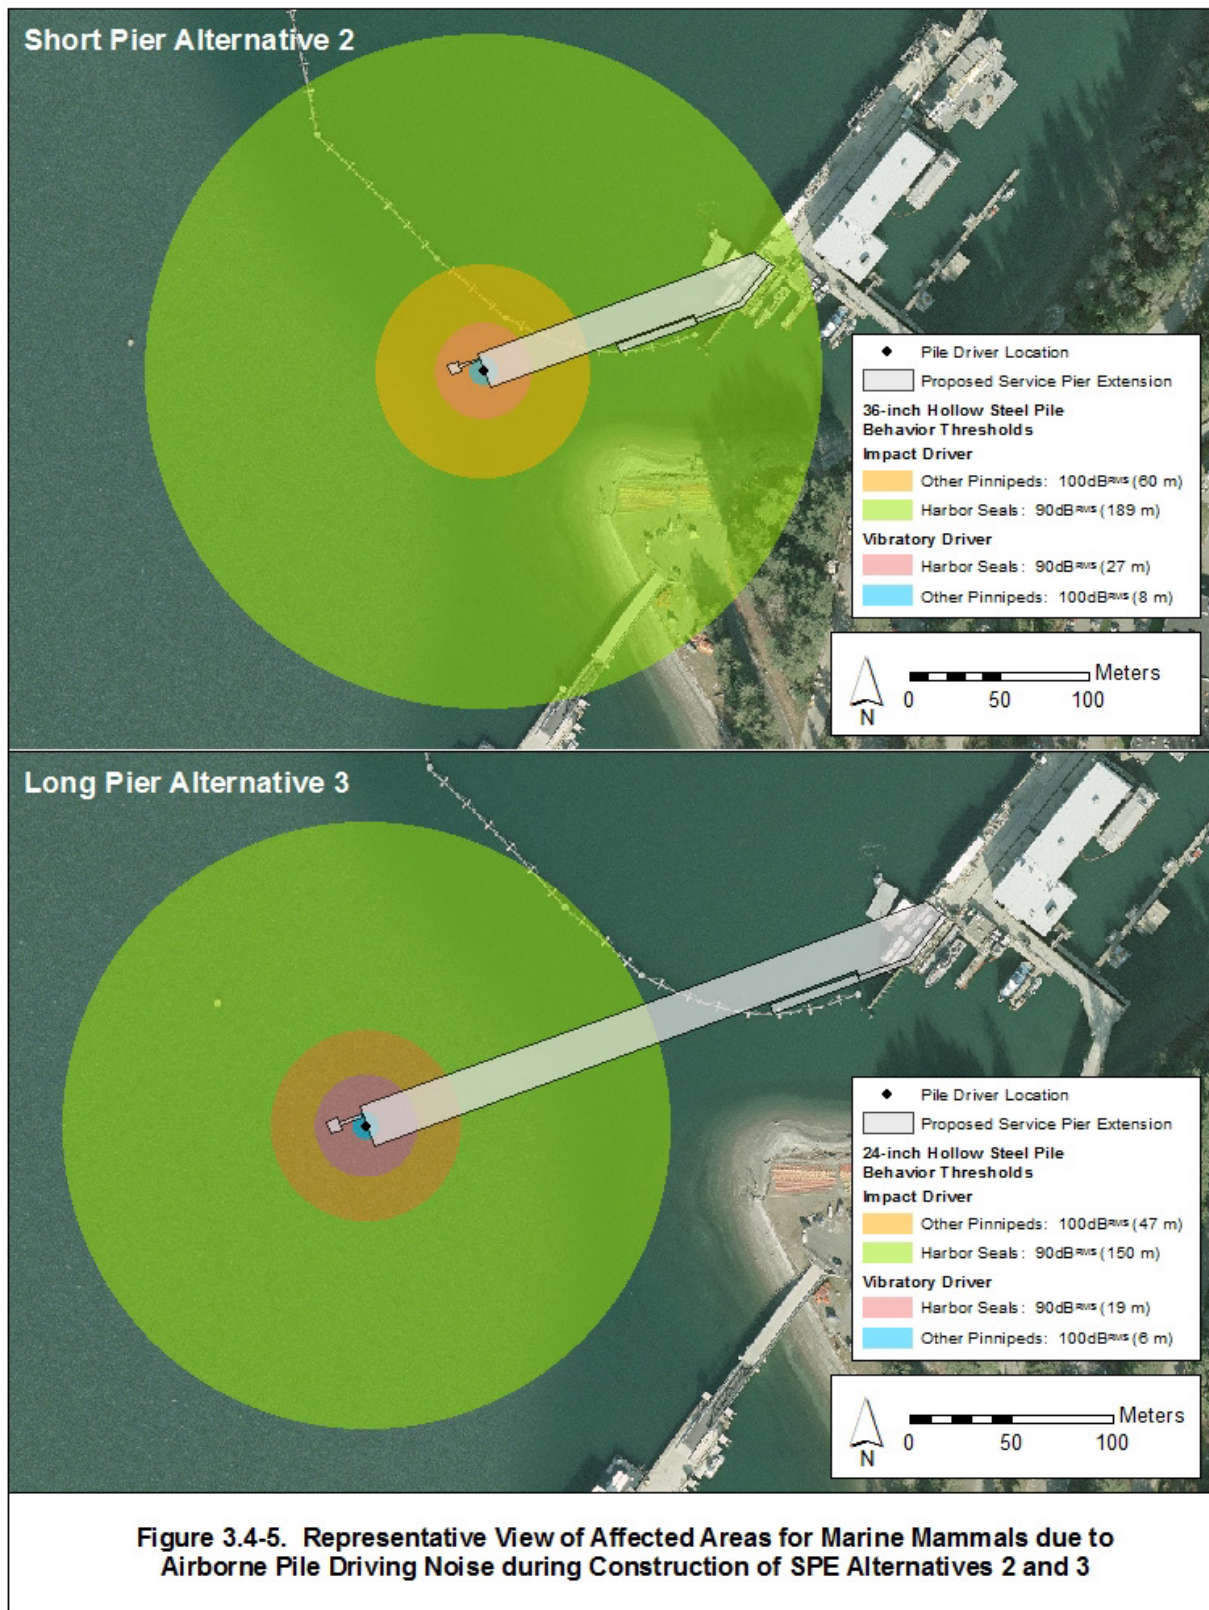 Short Pier Alternative 2
Pile Driver Location
Proposed Service Pier Extension
36-inch Hollow Steel Pile
Behavior Thresholds
Impact Driver
Other Pinnipeds: 100dBRMS (60 m)
Harbor Seals: 90dBRMS (189 m)
Vibratory Driver
Harbor Seals: 90dBRMS (27 m)
Other Pinnipeds: 100dBRMS (8 m)
N
Meters
0 50 100
Long Pier Alternative 3
Pile Driver Location
Proposed Service Pier Extension
24-inch Hollow Steel Pile
Behavior Thresholds
Impact Driver
Other Pinnipeds: 100dBRMS (47 m)
Harbor Seals: 90dBRMS (150 m)
Vibratory Driver
Harbor Seals: 90dBRMS (19 m)
Other Pinnipeds: 100dBRMS (6 m)
N
Meters
0 50 100
Figure 3.4-5. Representative View of Affected Areas for Marine Mammals due to
Airborne Pile Driving Noise during Construction of SPE Alternatives 2 and 3